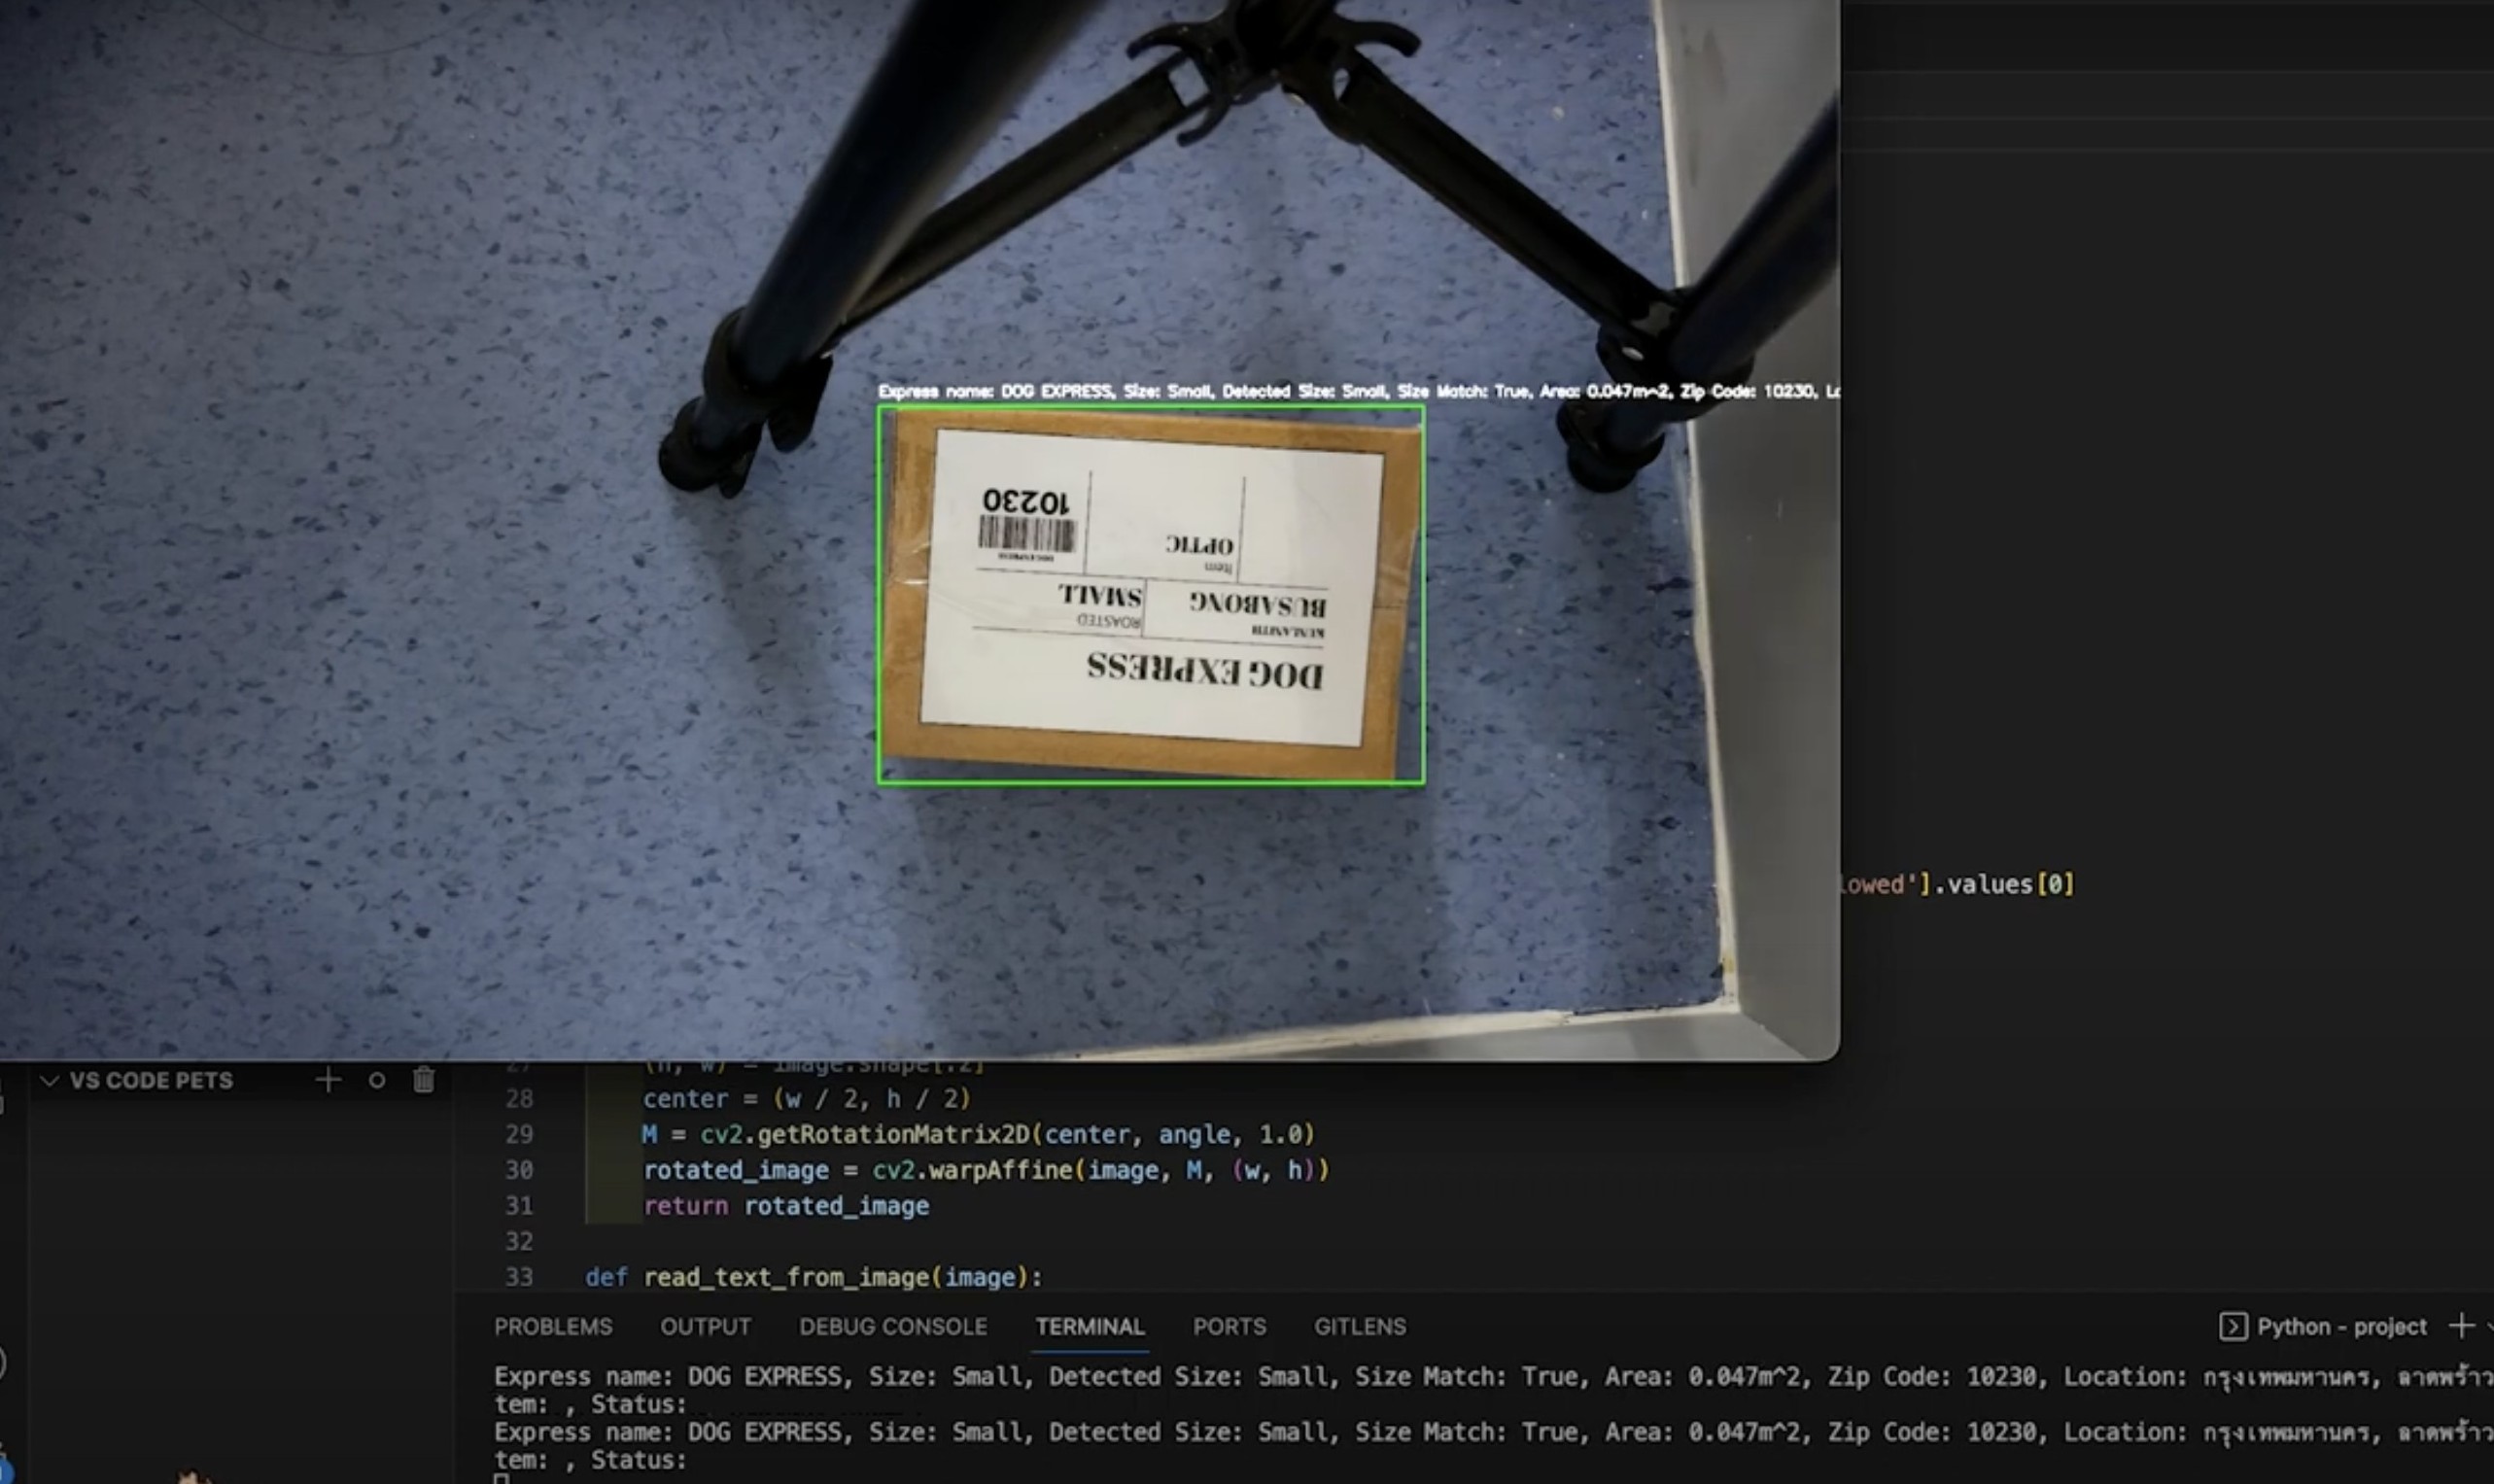 Express name: DOG EXPRESS, Size: Small, Detected Size: Small, Size Match: True, Area: 0.047m^2, Zip Code: 10230, Lo
DOG EXPRESS
KUNLANITH
BUSABONG
ROASTED
SMALL
Item
OPTIC
DOG EXPRESS
10230
lowed'].values[0]
VS CODE PETS
27 (h, w) = image.shape[:2]
28 center = (w / 2, h / 2)
29 M = cv2.getRotationMatrix2D(center, angle, 1.0)
30 rotated_image = cv2.warpAffine(image, M, (w, h))
31 return rotated_image
32
33 def read_text_from_image(image):
PROBLEMS OUTPUT DEBUG CONSOLE TERMINAL PORTS GITLENS
Python - project
Express name: DOG EXPRESS, Size: Small, Detected Size: Small, Size Match: True, Area: 0.047m^2, Zip Code: 10230, Location: กรุงเทพมหานคร, ลาดพร้าว
tem: , Status:
Express name: DOG EXPRESS, Size: Small, Detected Size: Small, Size Match: True, Area: 0.047m^2, Zip Code: 10230, Location: กรุงเทพมหานคร, ลาดพร้าว
tem: , Status: